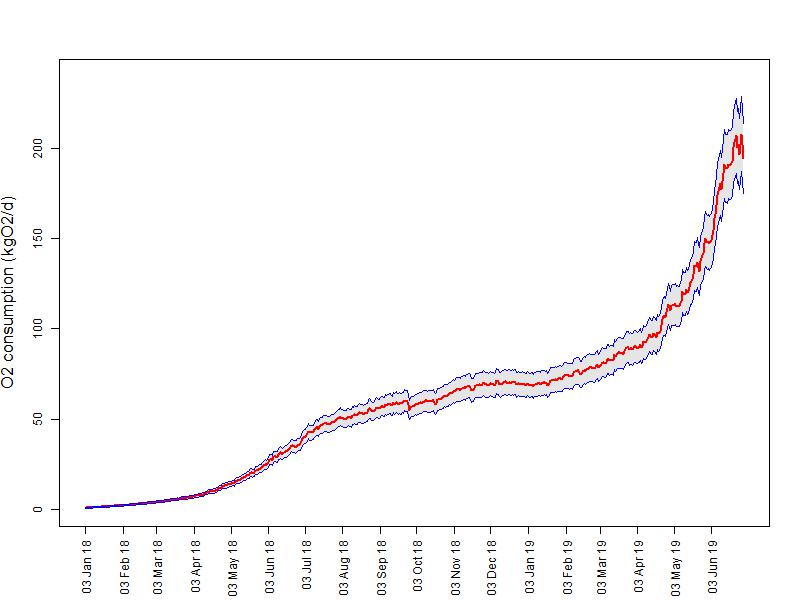 O2 consumption (kgO2/d)
200
150
100
50
0
03 Jan 18
03 Feb 18
03 Mar 18
03 Apr 18
03 May 18
03 Jun 18
03 Jul 18
03 Aug 18
03 Sep 18
03 Oct 18
03 Nov 18
03 Dec 18
03 Jan 19
03 Feb 19
03 Mar 19
03 Apr 19
03 May 19
03 Jun 19